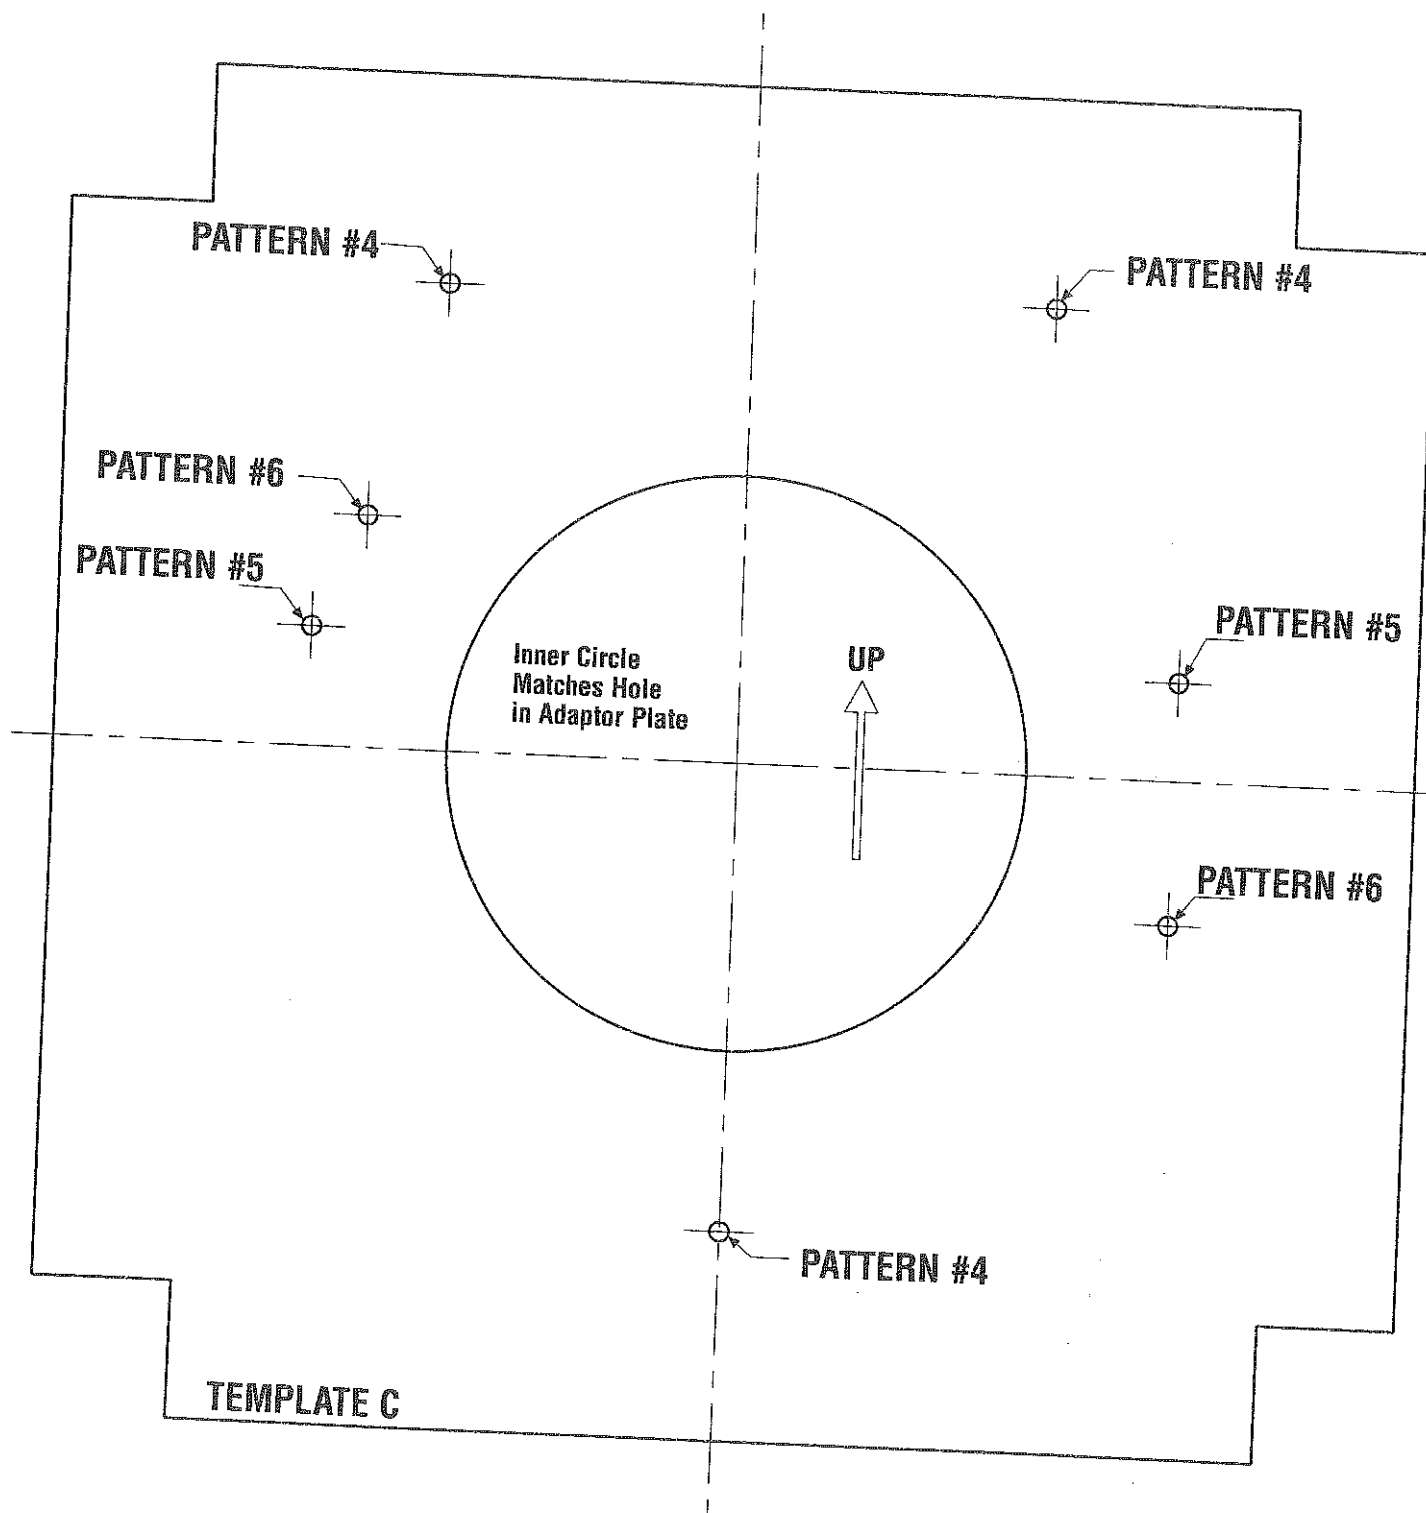 PATTERN #4
PATTERN #4
PATTERN #6
PATTERN #5
Inner Circle
Matches Hole
in Adaptor Plate
UP
PATTERN #5
PATTERN #6
PATTERN #4
TEMPLATE C